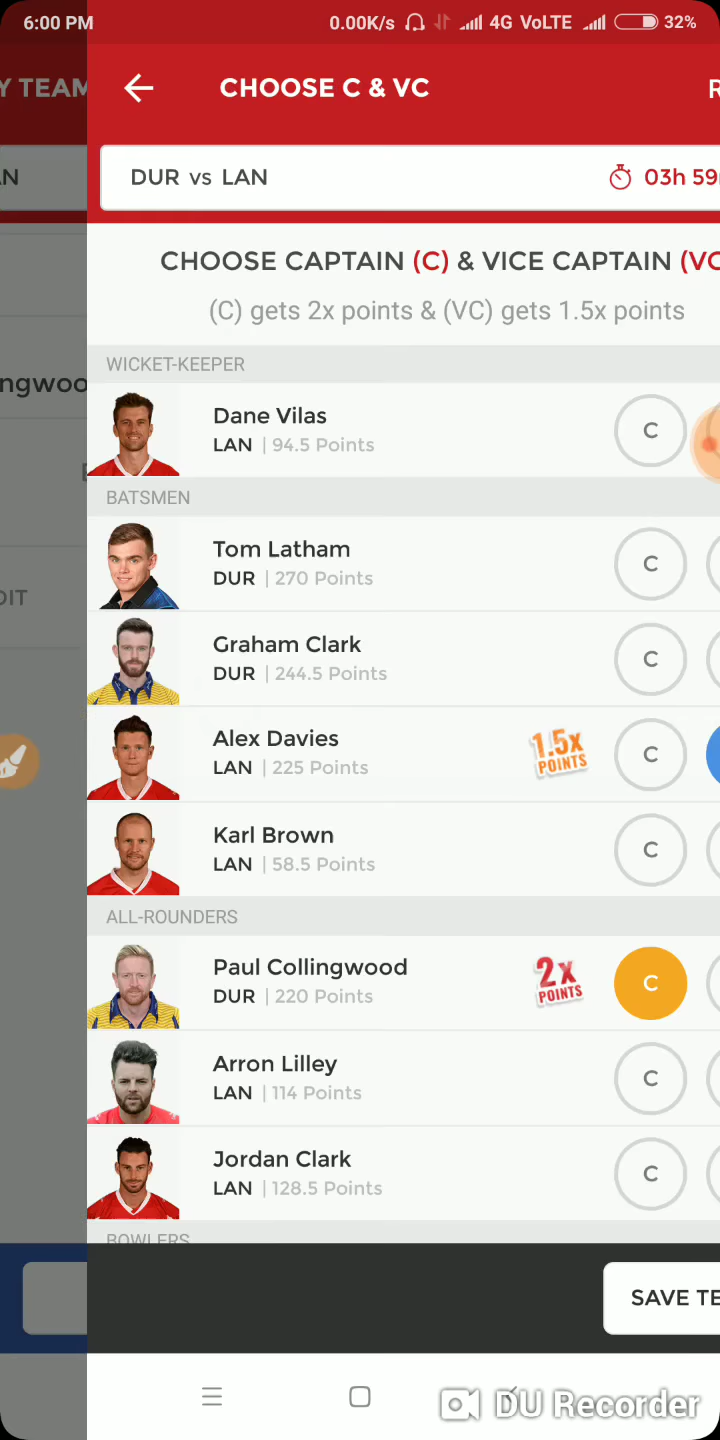 6:00 PM 0.00K/s 4G VoLTE 32%
Y TEAM
CHOOSE C & VC
R
N
DUR vs LAN
03h 59
CHOOSE CAPTAIN (C) & VICE CAPTAIN (VC
(C) gets 2x points & (VC) gets 1.5x points
WICKET-KEEPER
ngwoo
Dane Vilas
LAN | 94.5 Points
C
BATSMEN
Tom Latham
DUR | 270 Points
C
DIT
Graham Clark
DUR | 244.5 Points
C
Alex Davies
LAN | 225 Points
1.5x POINTS
C
Karl Brown
LAN | 58.5 Points
C
ALL-ROUNDERS
Paul Collingwood
DUR | 220 Points
2x POINTS
C
Arron Lilley
LAN | 114 Points
C
Jordan Clark
LAN | 128.5 Points
C
BOWLERS
SAVE TE
DU Recorder